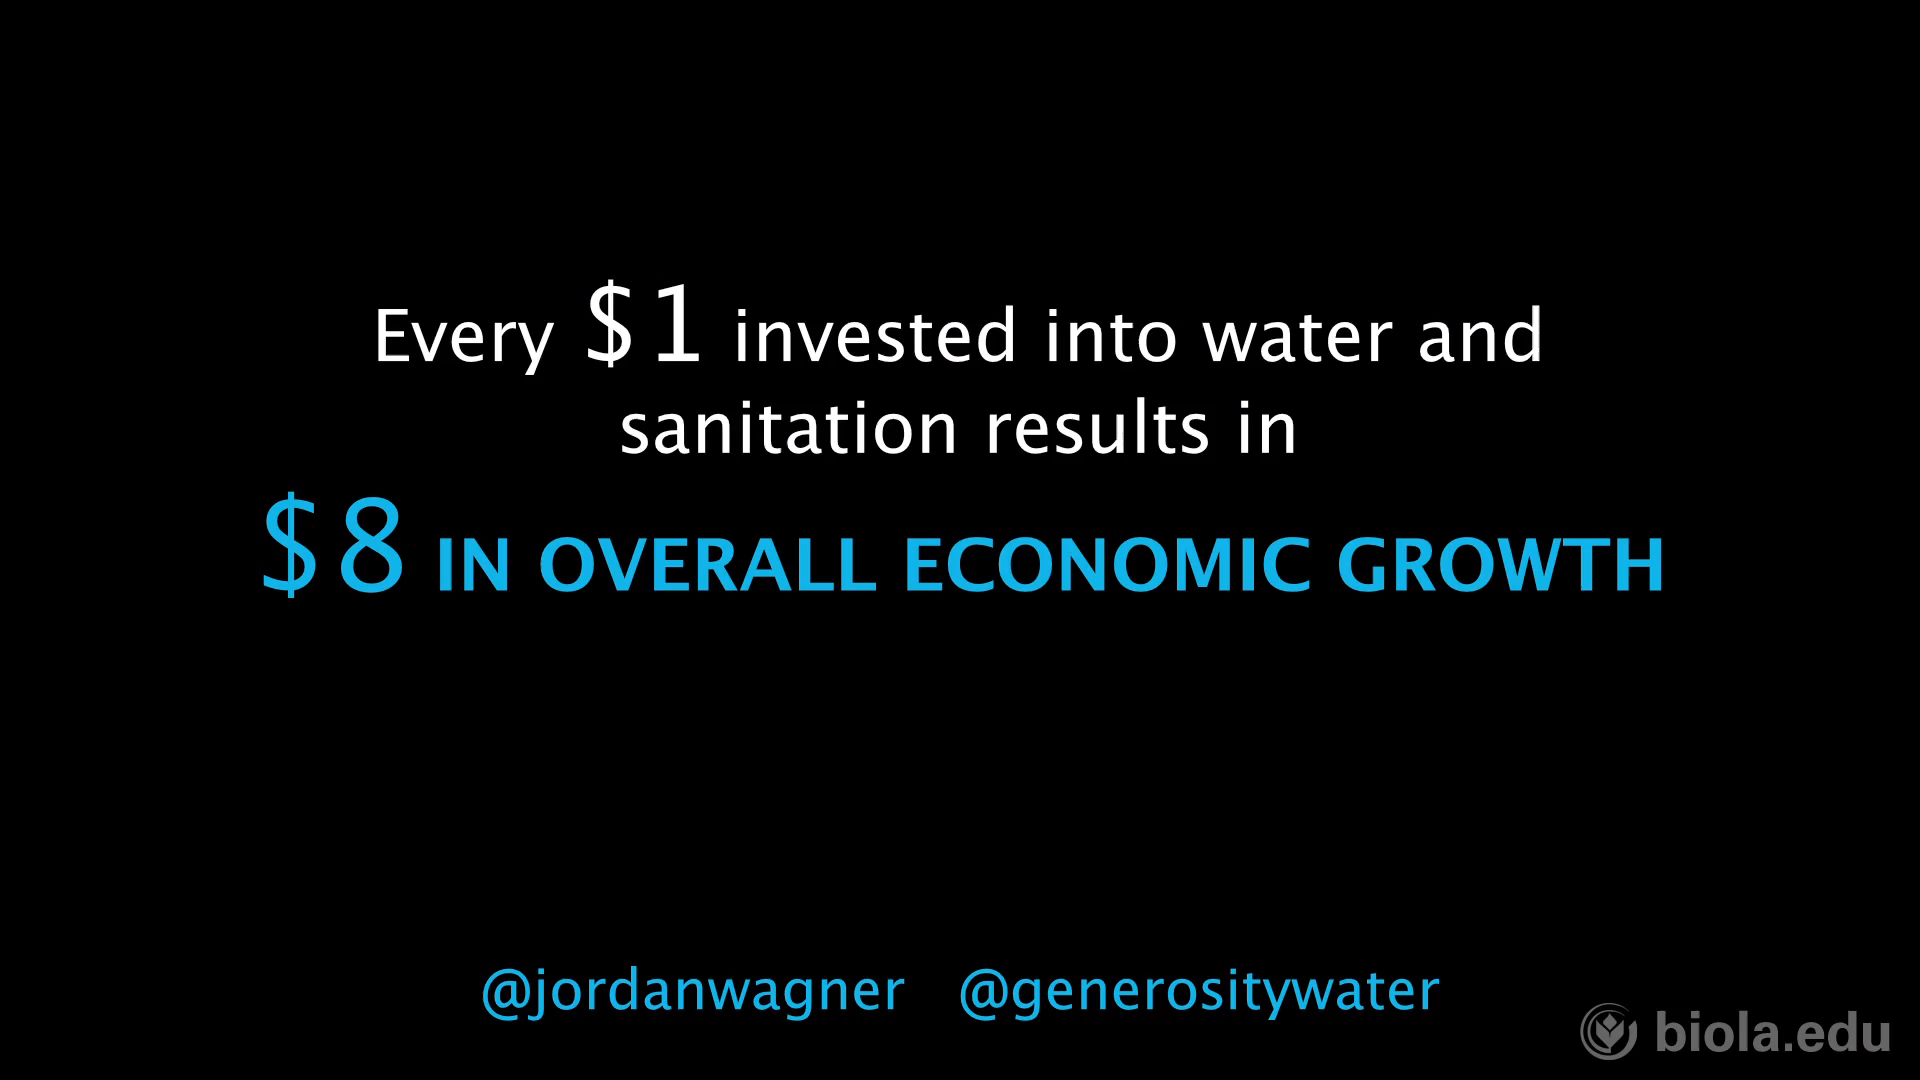 Every $1 invested into water and
sanitation results in
$8 IN OVERALL ECONOMIC GROWTH
@jordanwagner @generositywater
biola.edu